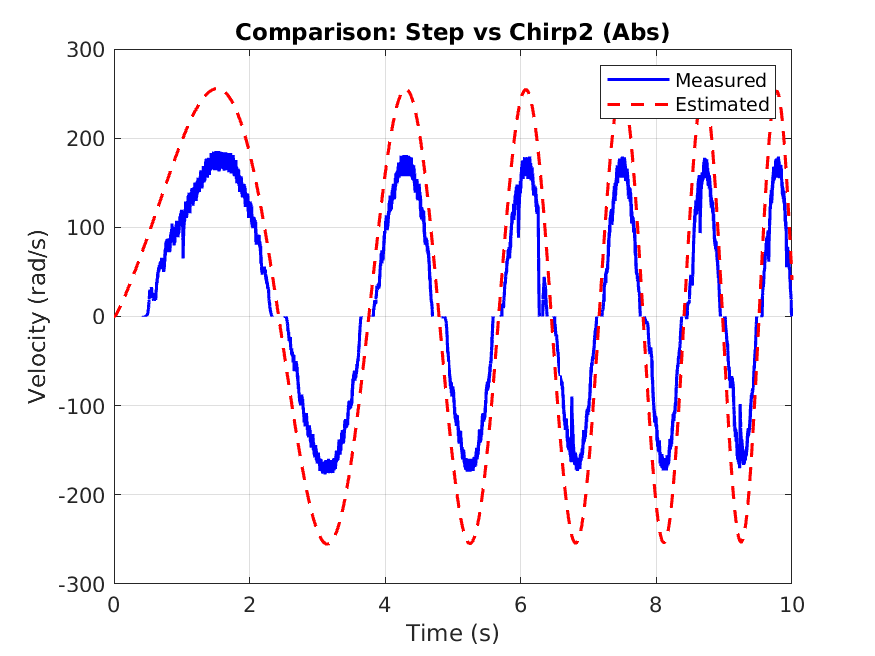 Comparison: Step vs Chirp2 (Abs)
300
200
100
0
-100
-200
-300
Velocity (rad/s)
Measured
Estimated
0 2 4 6 8 10
Time (s)